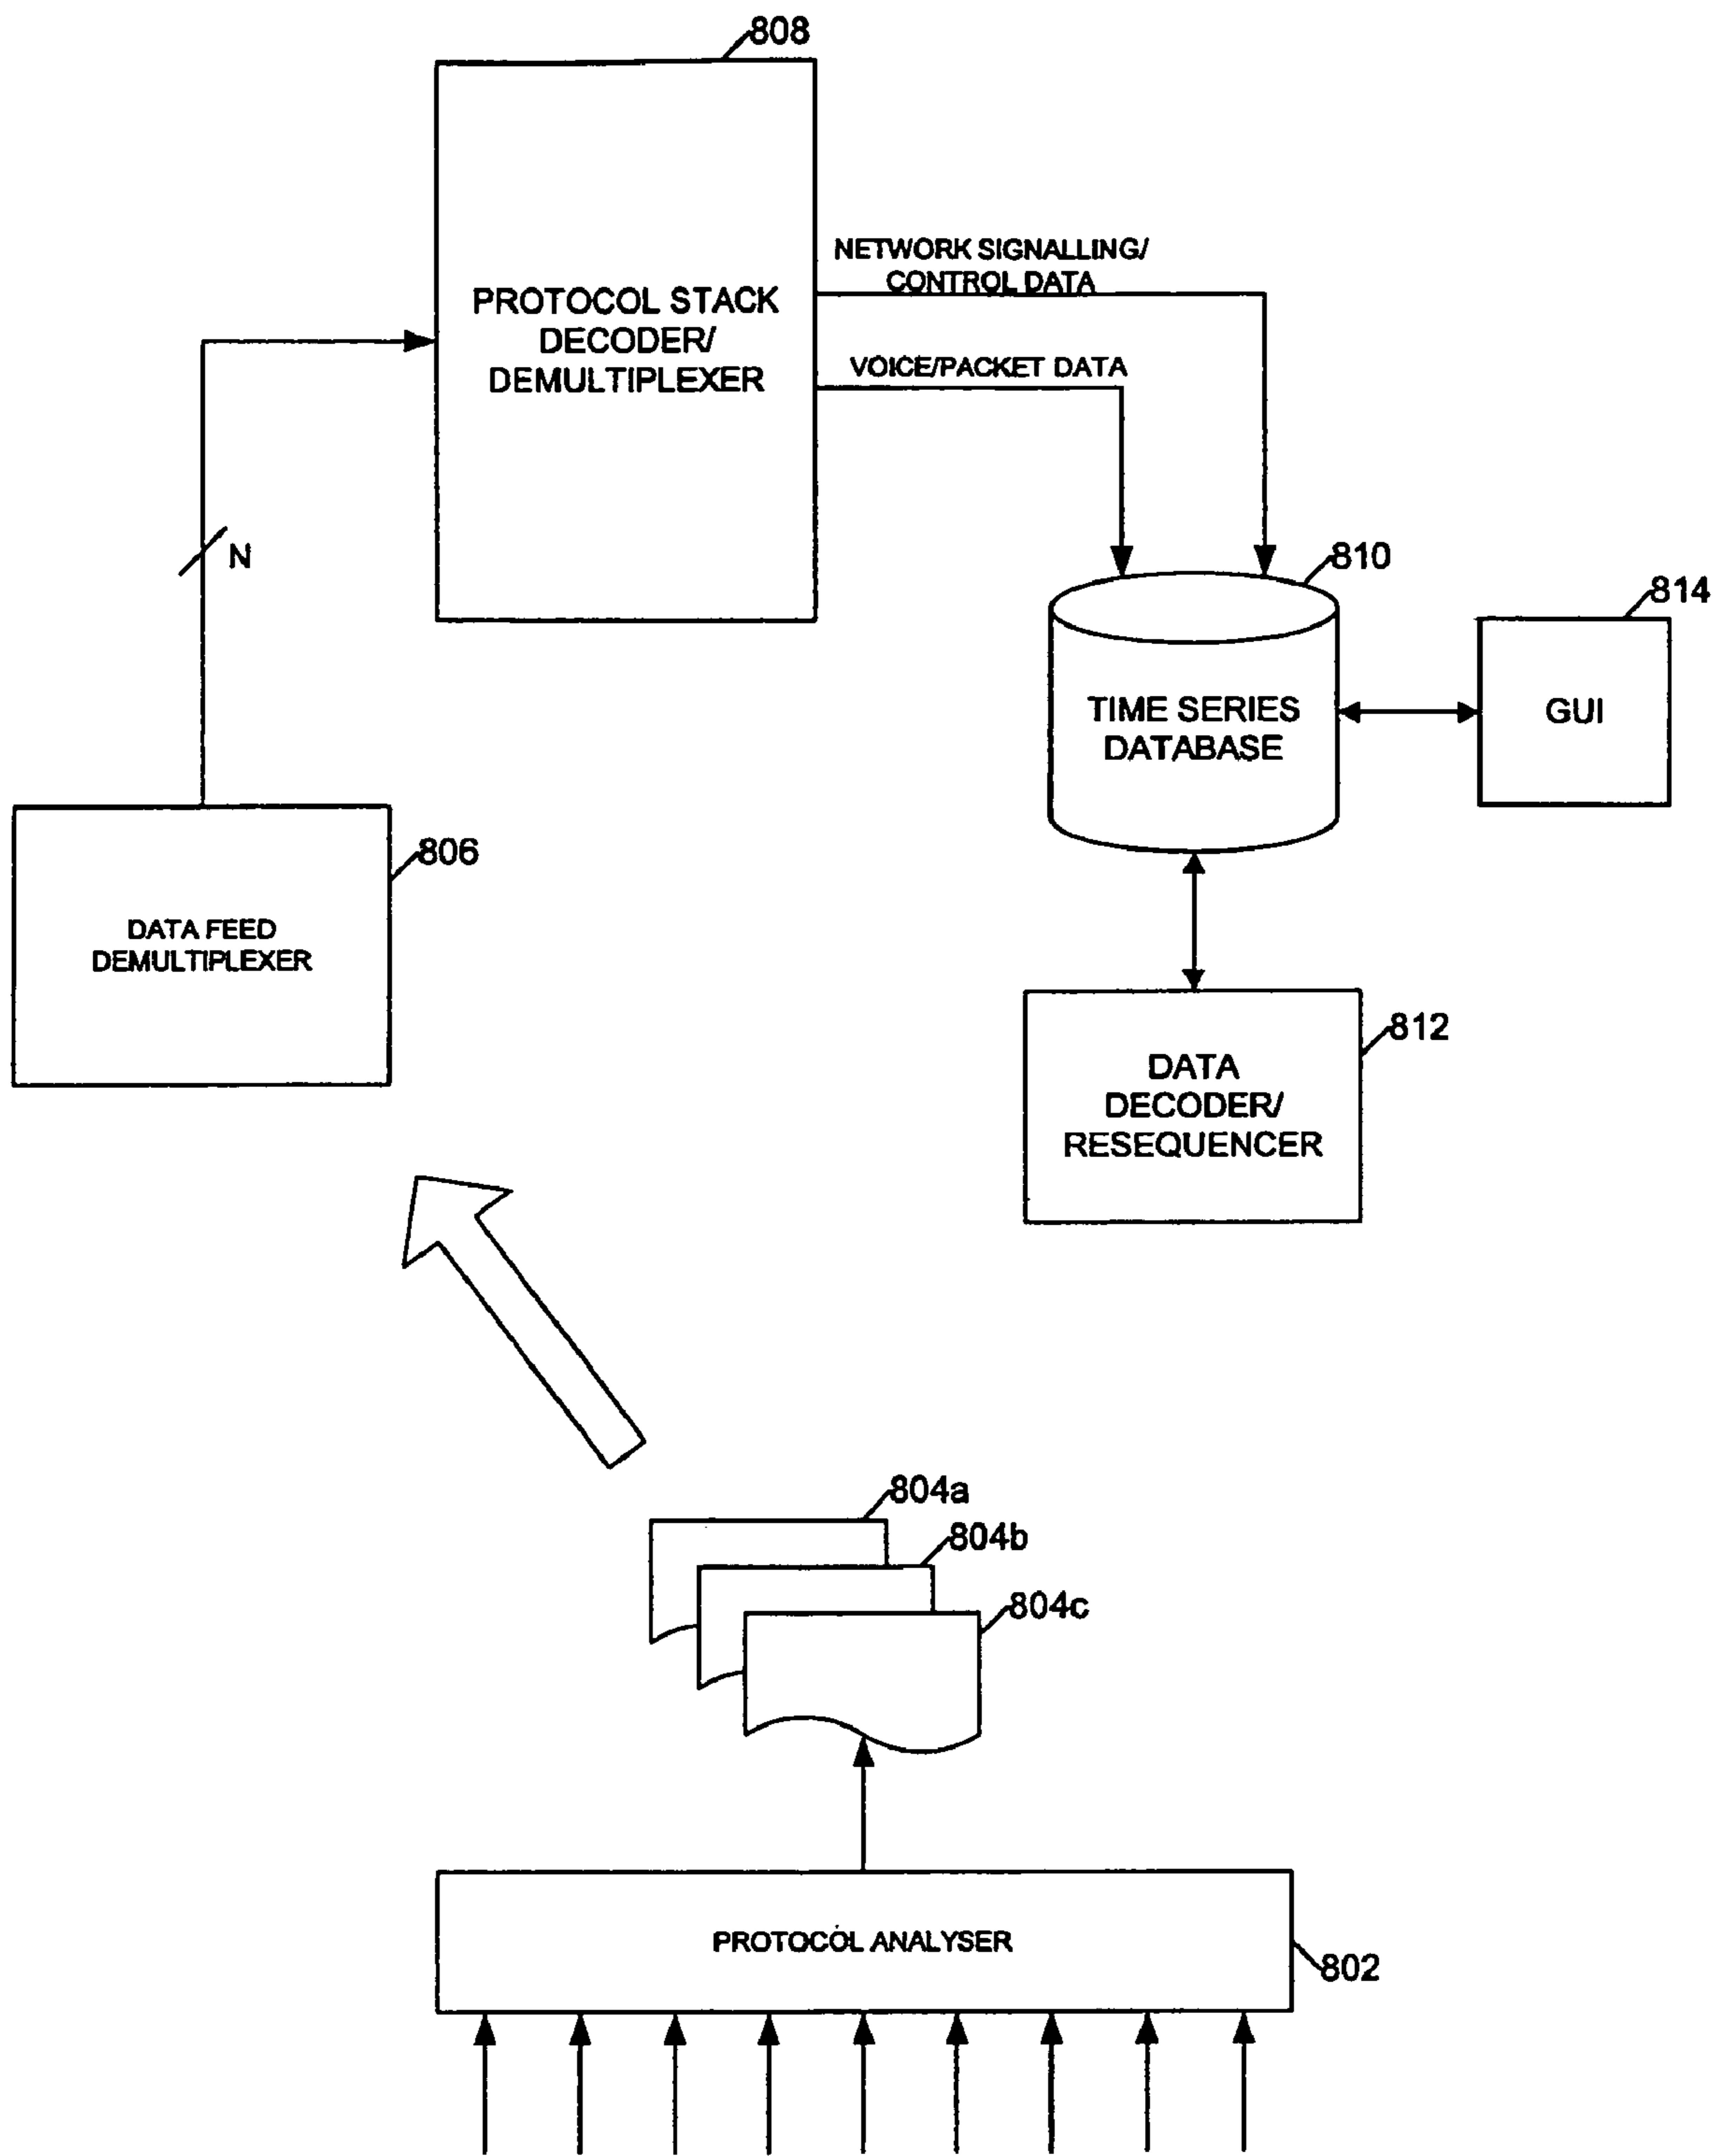 808
NETWORK SIGNALLING/
CONTROL DATA
PROTOCOL STACK
DECODER/
DEMULTIPLEXER
VOICE/PACKET DATA
N
810
814
TIME SERIES
DATABASE
GUI
806
DATA FEED
DEMULTIPLEXER
812
DATA
DECODER/
RESEQUENCER
804a
804b
804c
PROTOCOL ANALYSER
802